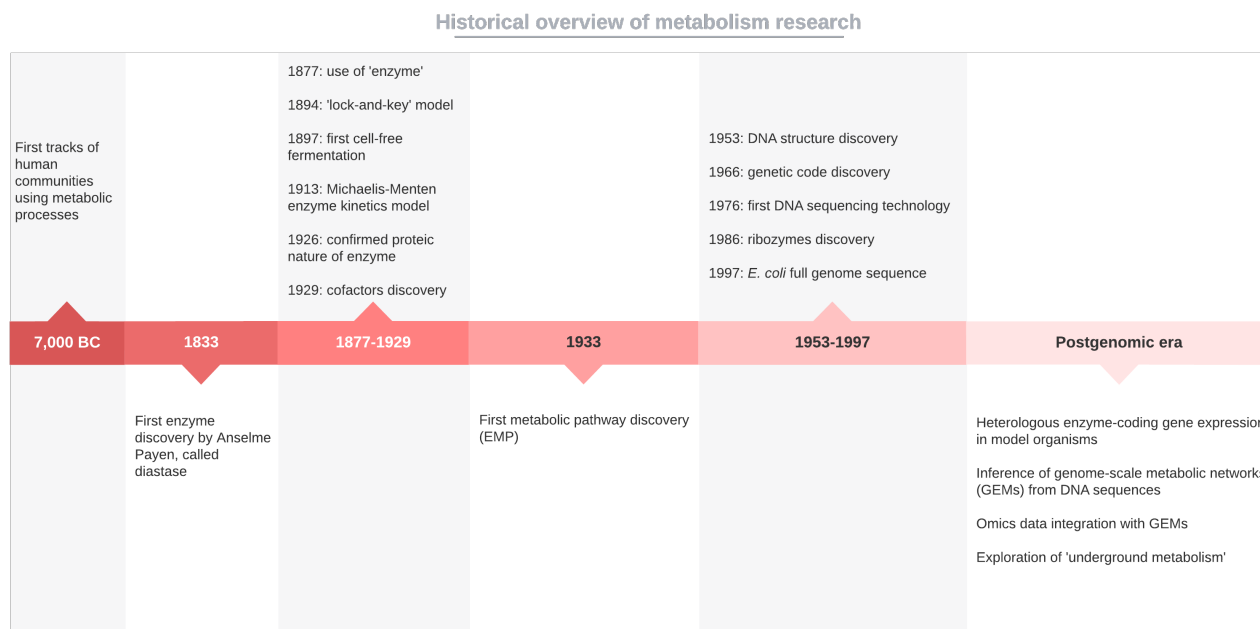 Historical overview of metabolism research
First tracks of
human
communities
using metabolic
processes
1877: use of 'enzyme'
1894: 'lock-and-key' model
1897: first cell-free
fermentation
1913: Michaelis-Menten
enzyme kinetics model
1926: confirmed proteic
nature of enzyme
1929: cofactors discovery
1953: DNA structure discovery
1966: genetic code discovery
1976: first DNA sequencing technology
1986: ribozymes discovery
1997: E. coli full genome sequence
7,000 BC
1833
1877-1929
1933
1953-1997
Postgenomic era
First enzyme
discovery by Anselme
Payen, called
diastase
First metabolic pathway discovery
(EMP)
Heterologous enzyme-coding gene expression
in model organisms
Inference of genome-scale metabolic networks
(GEMs) from DNA sequences
Omics data integration with GEMs
Exploration of 'underground metabolism'